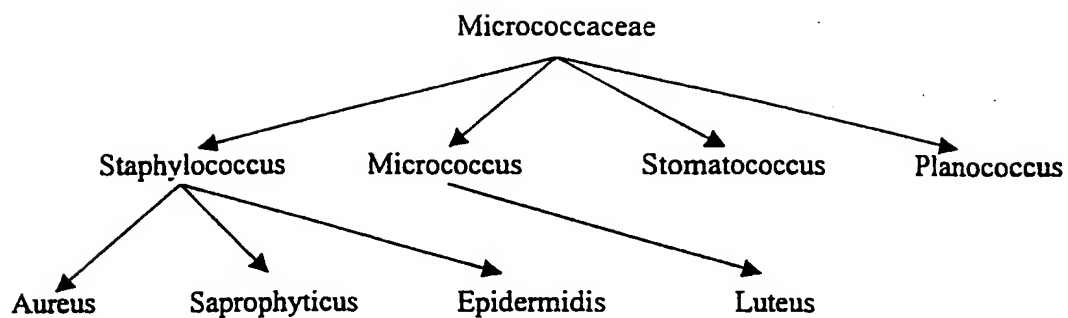 Micrococcaceae
Staphylococcus Micrococcus Stomatococcus Planococcus
Aureus Saprophyticus Epidermidis Luteus